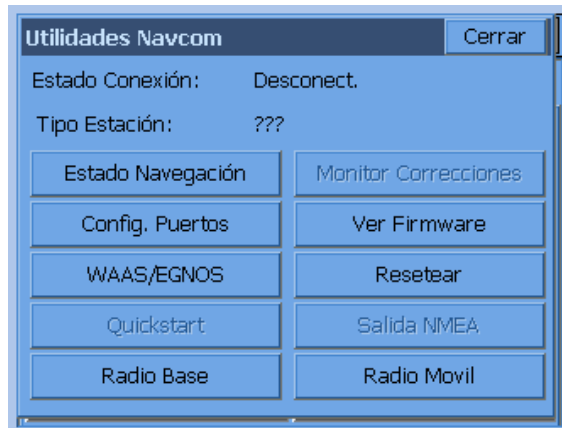 Utilidades Navcom Cerrar
Estado Conexión: Desconect.
Tipo Estación: ???
Estado Navegación Monitor Correcciones
Config. Puertos Ver Firmware
WAAS/EGNOS Resetear
Quickstart Salida NMEA
Radio Base Radio Movil